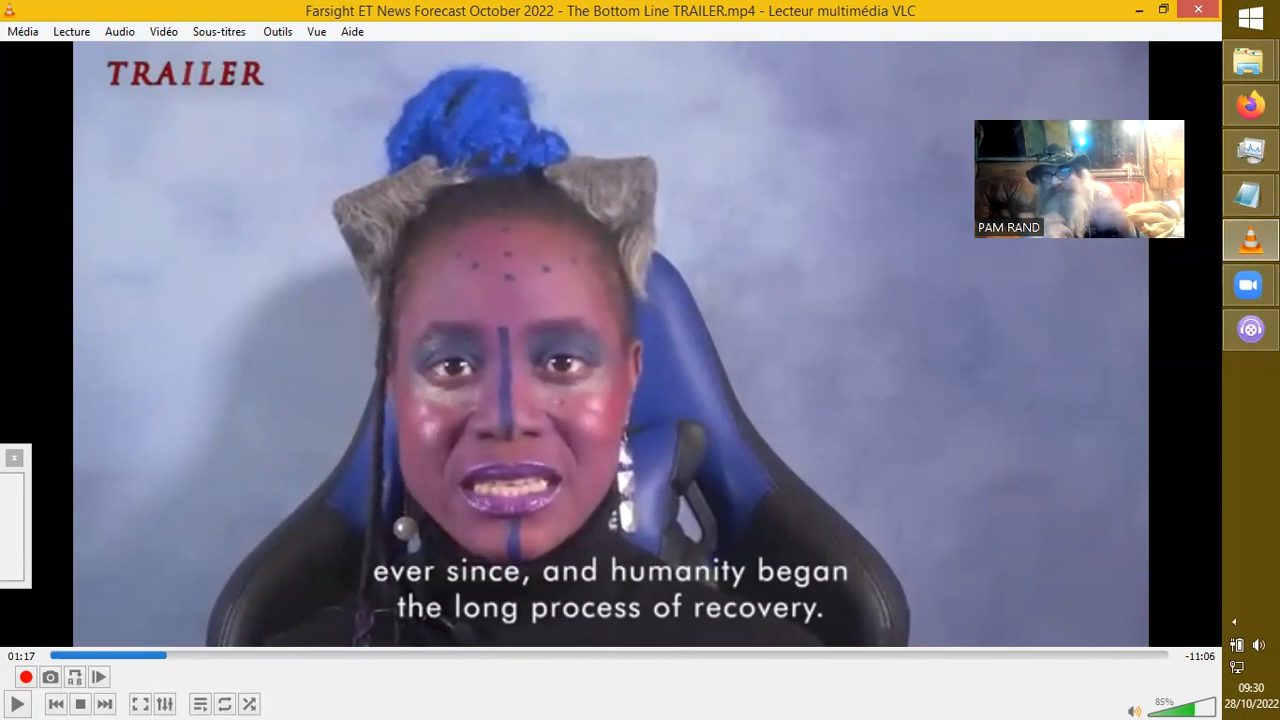 Farsight ET News Forecast October 2022 - The Bottom Line TRAILER.mp4 - Lecteur multimédia VLC
Média Lecture Audio Vidéo Sous-titres Outils Vue Aide
TRAILER
PAM RAND
x
ever since, and humanity began
the long process of recovery.
01:17
-11:06
A B
85%
09:30
28/10/2022